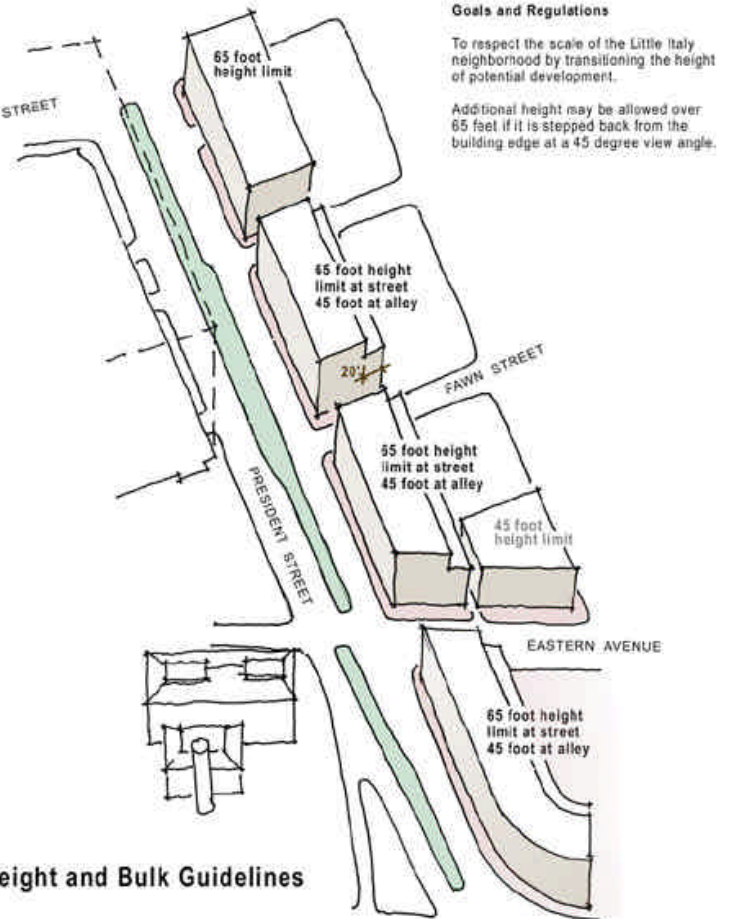 Goals and Regulations
To respect the scale of the Little Italy
neighborhood by transitioning the height
of potential development.
Additional height may be allowed over
65 feet if it is stepped back from the
building edge at a 45 degree view angle.
65 foot
height limit
STREET
65 foot height
limit at street
45 foot at alley
20'
FAWN STREET
65 foot height
limit at street
45 foot at alley
PRESIDENT STREET
45 foot
height limit
EASTERN AVENUE
65 foot height
limit at street
45 foot at alley
eight and Bulk Guidelines